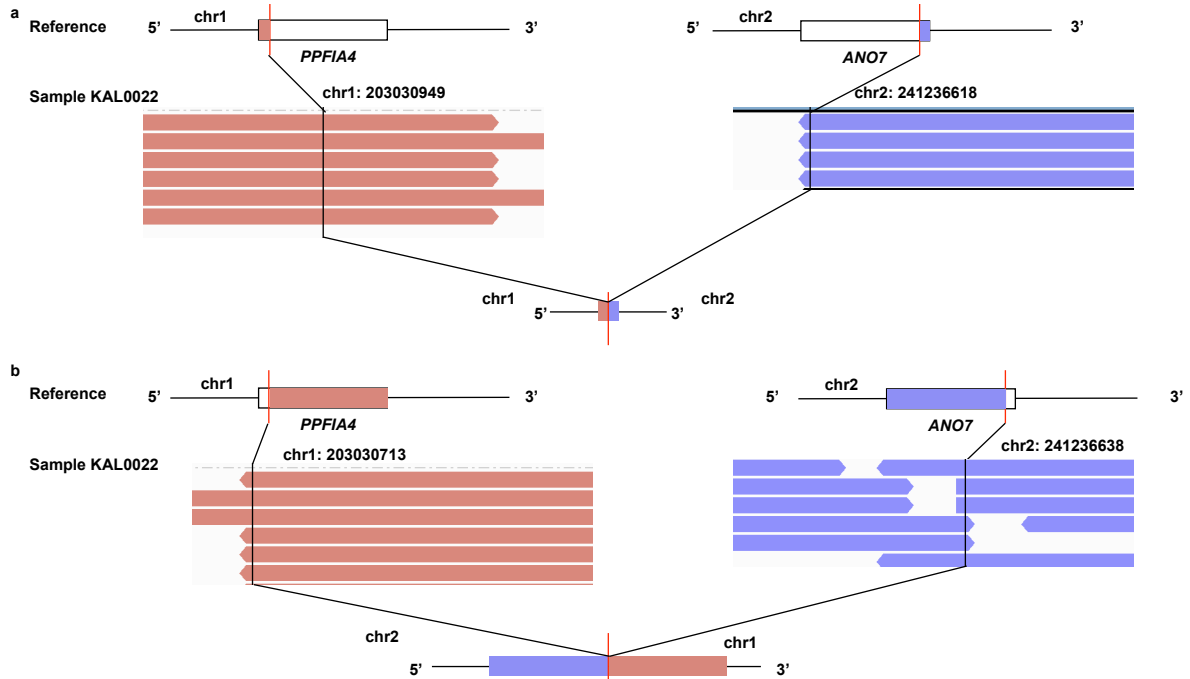 a
Reference
5’
chr1
PPFIA4
3’
5’
chr2
ANO7
3’
Sample KAL0022
chr1: 203030949
chr2: 241236618
chr1
5’
3’
chr2
b
Reference
5’
chr1
PPFIA4
3’
5’
chr2
ANO7
3’
Sample KAL0022
chr1: 203030713
chr2: 241236638
chr2
5’
chr1
3’